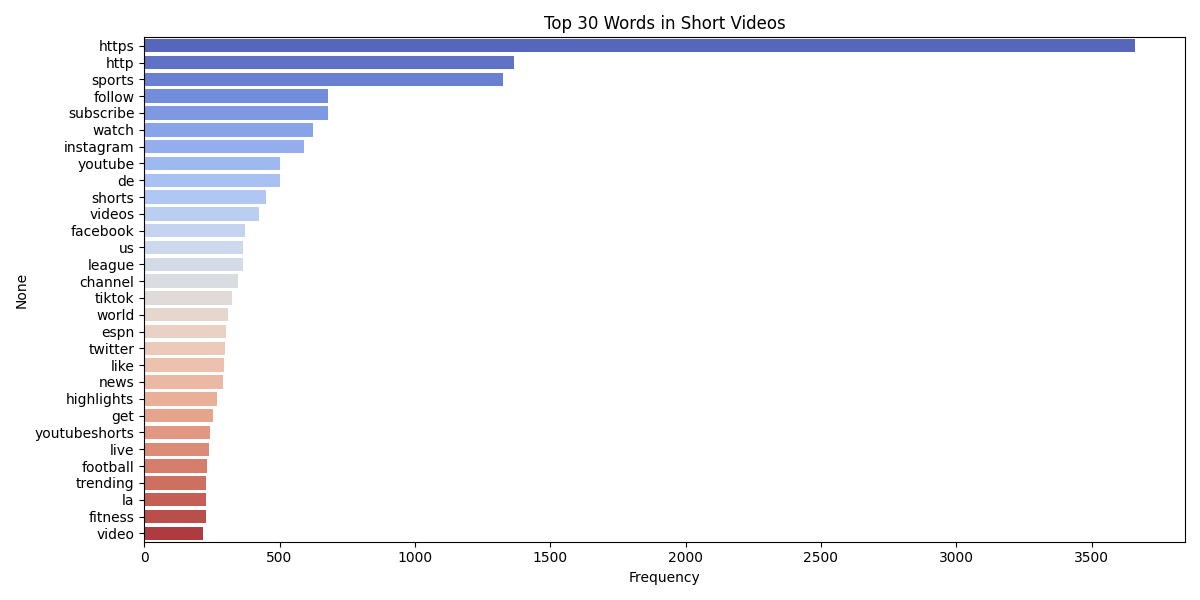 Top 30 Words in Short Videos
https
http
sports
follow
subscribe
watch
instagram
youtube
de
shorts
videos
facebook
us
league
channel
tiktok
world
espn
twitter
like
news
highlights
get
youtubeshorts
live
football
trending
la
fitness
video
None
0 500 1000 1500 2000 2500 3000 3500
Frequency